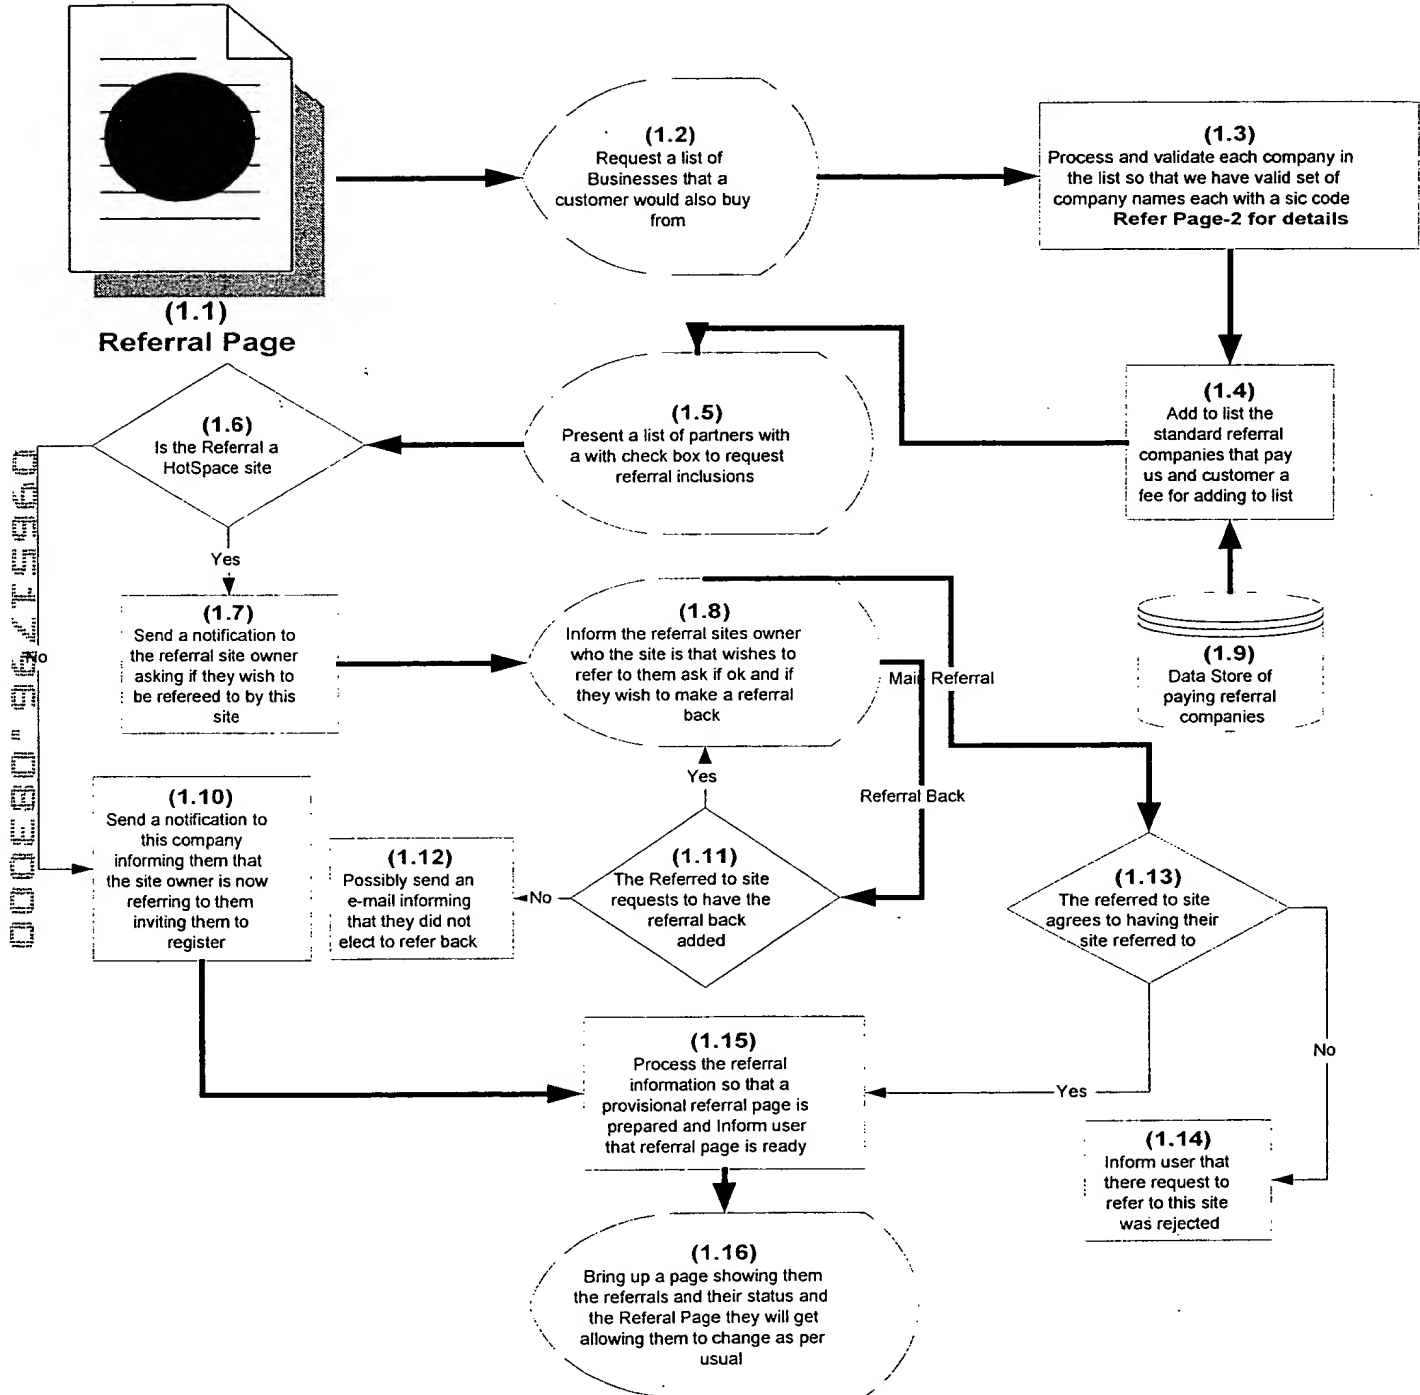 (1.1)
Referral Page
(1.2)
Request a list of
Businesses that a
customer would also buy
from
(1.3)
Process and validate each company in
the list so that we have valid set of
company names each with a sic code
Refer Page-2 for details
(1.4)
Add to list the
standard referral
companies that pay
us and customer a
fee for adding to list
(1.5)
Present a list of partners with
a with check box to request
referral inclusions
(1.6)
Is the Referral a
HotSpace site
Yes
No
(1.7)
Send a notification to
the referral site owner
asking if they wish to
be refereed to by this
site
(1.8)
Inform the referral sites owner
who the site is that wishes to
refer to them ask if ok and if
they wish to make a referral
back
Main Referral
Referral Back
(1.9)
Data Store of
paying referral
companies
(1.10)
Send a notification to
this company
informing them that
the site owner is now
referring to them
inviting them to
register
(1.12)
Possibly send an
e-mail informing
that they did not
elect to refer back
No
Yes
(1.11)
The Referred to site
requests to have the
referral back
added
(1.13)
The referred to site
agrees to having their
site referred to
No
Yes
(1.14)
Inform user that
there request to
refer to this site
was rejected
(1.15)
Process the referral
information so that a
provisional referral page is
prepared and Inform user
that referral page is ready
(1.16)
Bring up a page showing them
the referrals and their status and
the Referal Page they will get
allowing them to change as per
usual